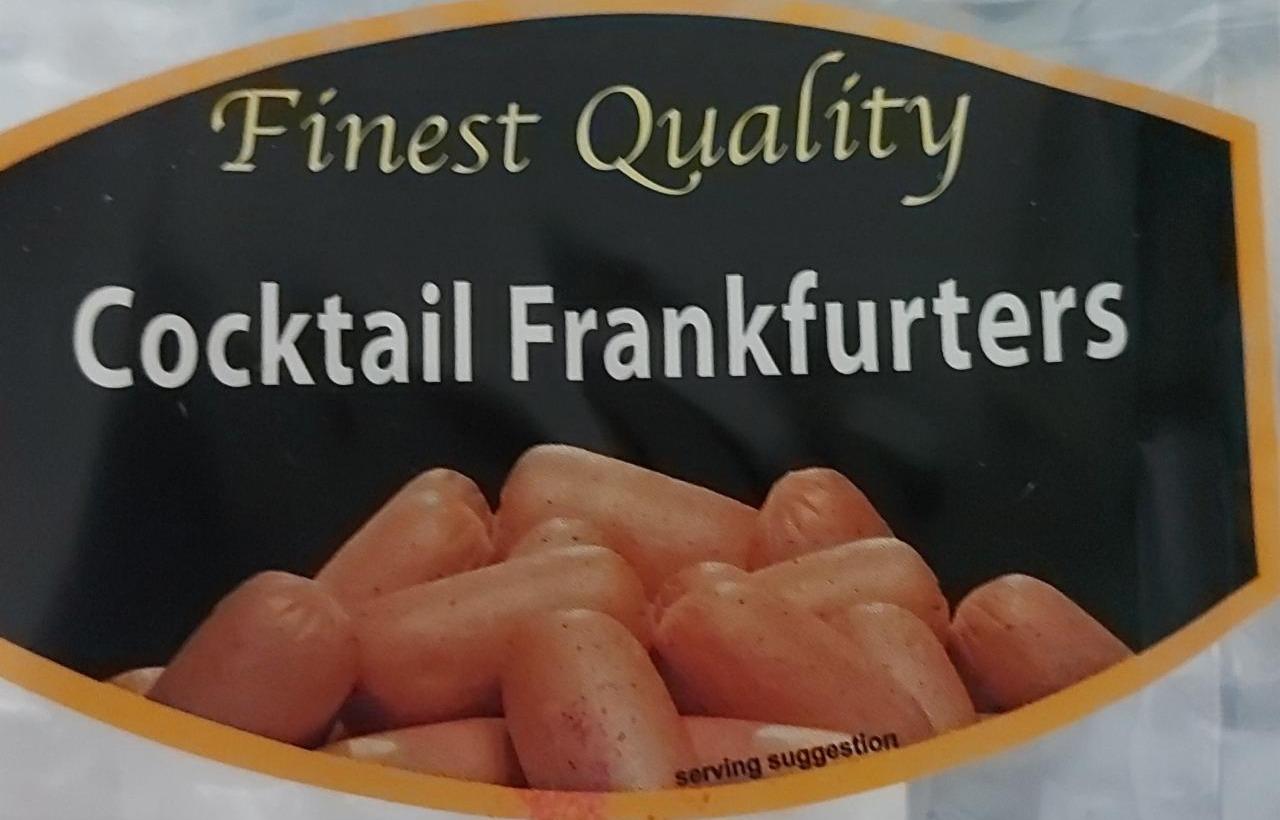 Finest Quality
Cocktail Frankfurters
serving suggestion